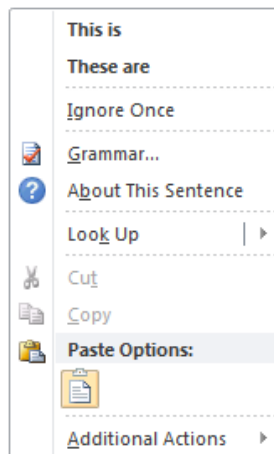 This is
These are
Ignore Once
Grammar...
About This Sentence
Look Up
Cut
Copy
Paste Options:
Additional Actions